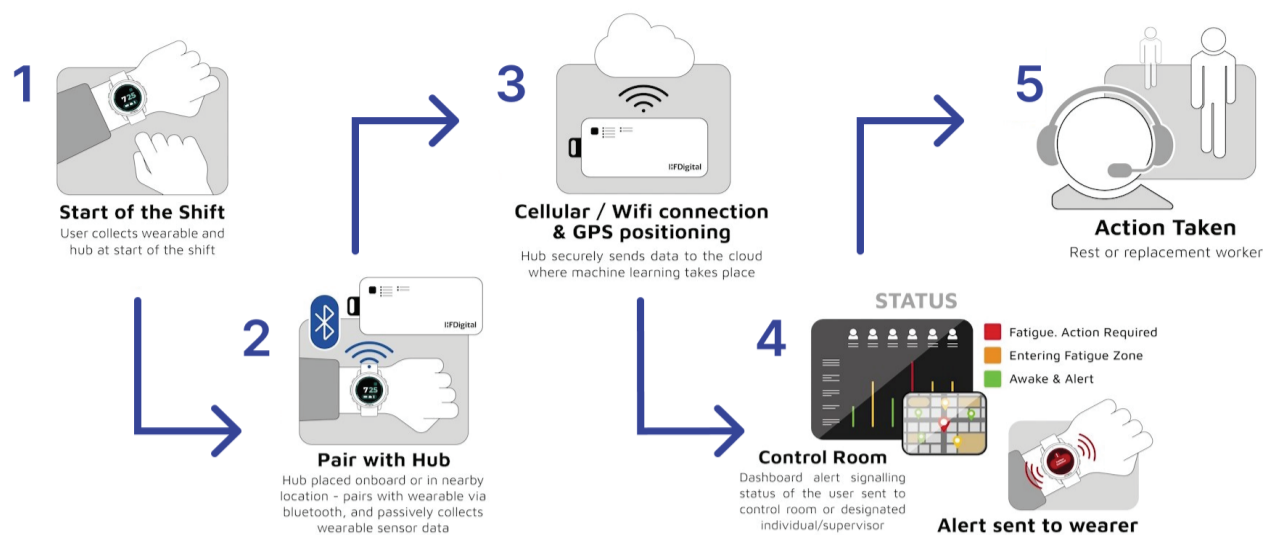 1
725
Start of the Shift
User collects wearable and
hub at start of the shift
2
FDigital
725
Pair with Hub
Hub placed onboard or in nearby
location - pairs with wearable via
bluetooth, and passively collects
wearable sensor data
3
FDigital
Cellular / Wifi connection
& GPS positioning
Hub securely sends data to the cloud
where machine learning takes place
4
STATUS
Fatigue. Action Required
Entering Fatigue Zone
Awake & Alert
Control Room
Dashboard alert signalling
status of the user sent to
control room or designated
individual/supervisor
Alert sent to wearer
5
Action Taken
Rest or replacement worker